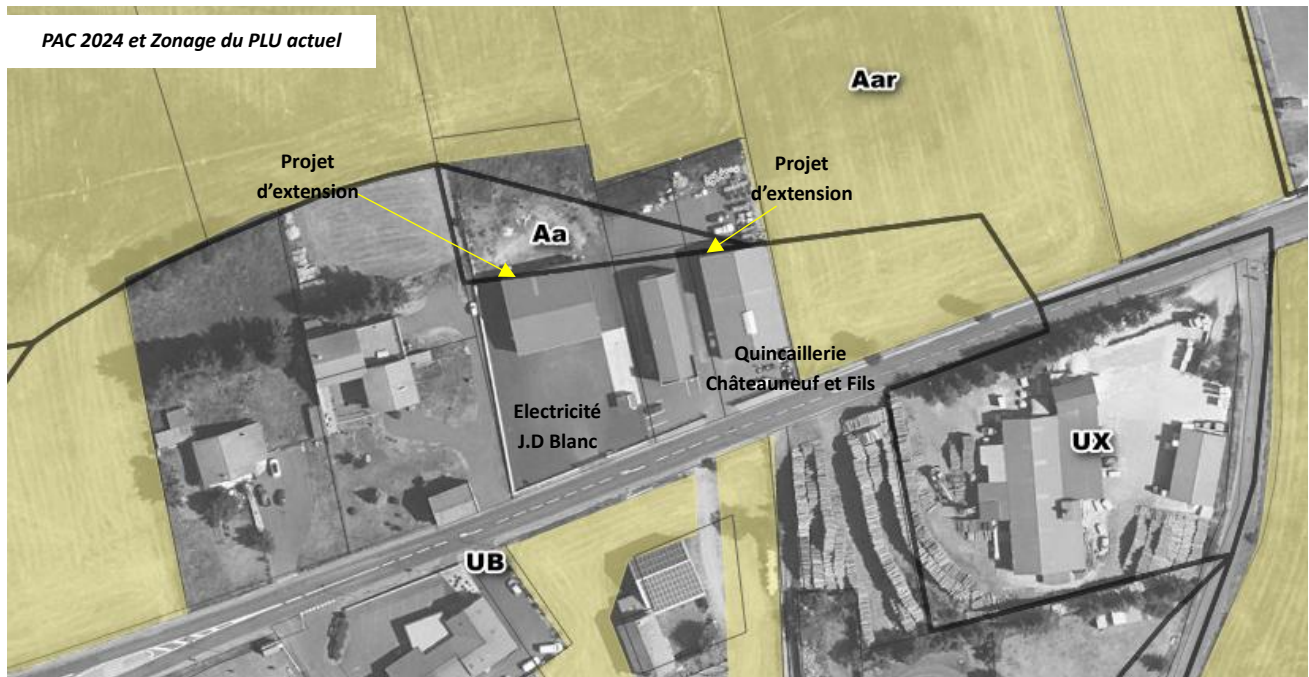 PAC 2024 et Zonage du PLU actuel
Aar
Projet
d'extension
Projet
d'extension
Aa
Quincaillerie
Châteauneuf et Fils
Electricité
J.D Blanc
UX
UB